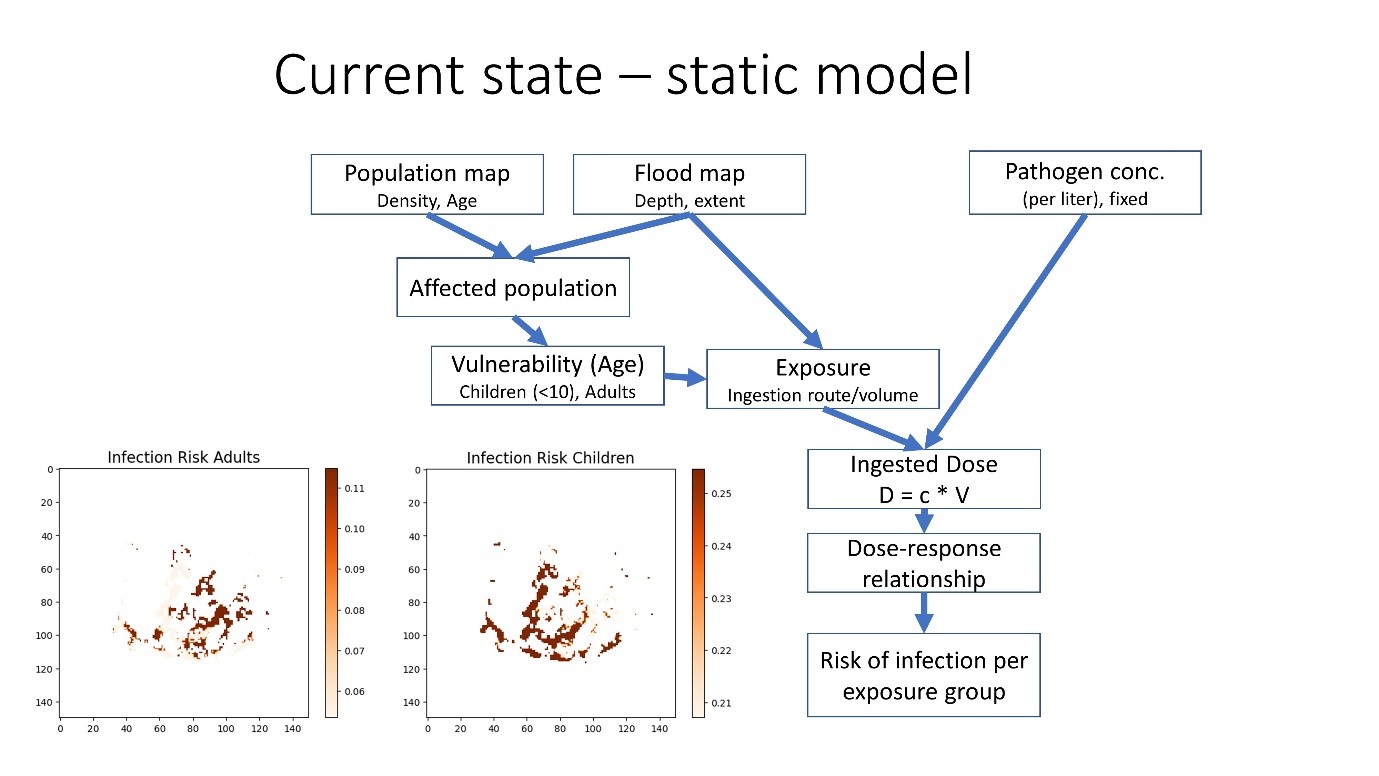 Current state – static model
Population map
Density, Age
Flood map
Depth, extent
Pathogen conc.
(per liter), fixed
Affected population
Vulnerability (Age)
Children (<10), Adults
Exposure
Ingestion route/volume
Ingested Dose
D = c * V
Dose-response
relationship
Risk of infection per
exposure group
Infection Risk Adults
0
20
40
60
80
100
120
140
0
20
40
60
80
100
120
140
0.11
0.10
0.09
0.08
0.07
0.06
Infection Risk Children
0
20
40
60
80
100
120
140
0
20
40
60
80
100
120
140
0.25
0.24
0.23
0.22
0.21